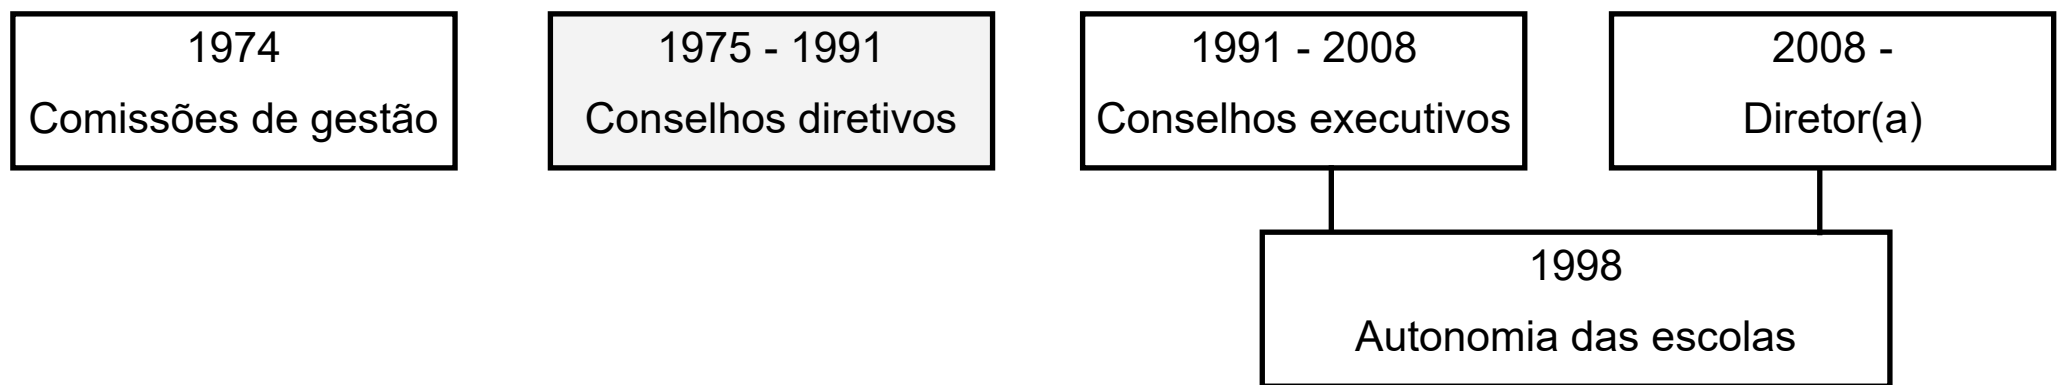 1974
Comissões de gestão
1975 - 1991
Conselhos diretivos
1991 - 2008
Conselhos executivos
2008 -
Diretor(a)
1998
Autonomia das escolas